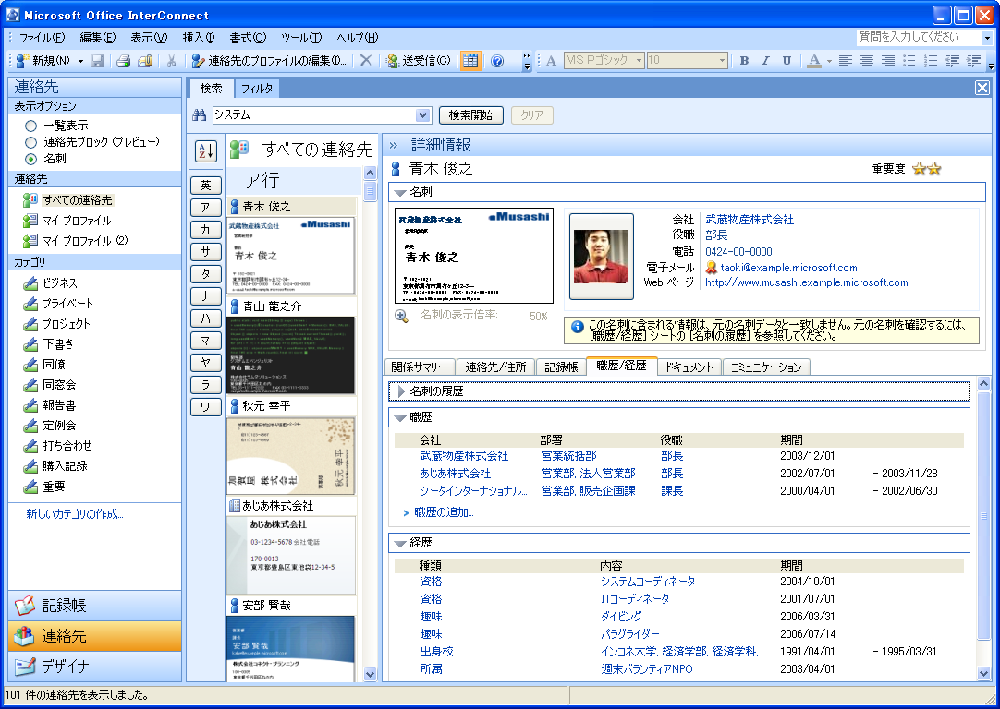 Microsoft Office InterConnect
ファイル(F) 編集(E) 表示(V) 挿入(I) 書式(O) ツール(T) ヘルプ(H) 質問を入力してください
新規(N) 連絡先のプロファイルの編集(I)... 送受信(C) A MS Pゴシック 10 B I U A
連絡先
表示オプション
一覧表示
連絡先ブロック (プレビュー)
名刺
連絡先
すべての連絡先
マイ プロファイル
マイ プロファイル (2)
カテゴリ
ビジネス
プライベート
プロジェクト
下書き
同僚
同窓会
報告書
定例会
打ち合わせ
購入記録
重要
新しいカテゴリの作成...
記録帳
連絡先
デザイナ
検索 フィルタ
システム 検索開始 クリア
A Z
英
ア
カ
サ
タ
ナ
ハ
マ
ヤ
ラ
ワ
すべての連絡先
ア行
青木 俊之
武蔵物産株式会社 Musashi
青木 俊之
青山 龍之介
青山 龍之介
秋元 幸平
秋元 幸平
加賀屋 株式会社
あじあ株式会社
あじあ株式会社
03-1234-5678 会社電話
170-0013
東京都豊島区東池袋12-34-5
安部 賢哉
安部 賢哉
株式会社コネクトプランニング
» 詳細情報
青木 俊之 重要度
名刺
武蔵物産株式会社 Musashi
青木 俊之
〒 182-0021
名刺の表示倍率: 50%
会社 武蔵物産株式会社
役職 部長
電話 0424-00-0000
電子メール taoki@example.microsoft.com
Web ページ http://www.musashi.example.microsoft.com
この名刺に含まれる情報は、元の名刺データと一致しません。元の名刺を確認するには、
[職歴/経歴] シートの [名刺の履歴] を参照してください。
関係サマリー 連絡先/住所 記録帳 職歴/経歴 ドキュメント コミュニケーション
名刺の履歴
職歴
会社 部署 役職 期間
武蔵物産株式会社 営業統括部 部長 2003/12/01
あじあ株式会社 営業部, 法人営業部 部長 2002/07/01 - 2003/11/28
シータインターナショナル... 営業部, 販売企画課 課長 2000/04/01 - 2002/06/30
> 職歴の追加...
経歴
種類 内容 期間
資格 システムコーディネータ 2004/10/01
資格 ITコーディネータ 2001/07/01
趣味 ダイビング 2006/03/31
趣味 パラグライダー 2006/07/14
出身校 インコネ大学, 経済学部, 経済学科, 1991/04/01 - 1995/03/31
所属 週末ボランティアNPO 2003/04/01
101 件の連絡先を表示しました。